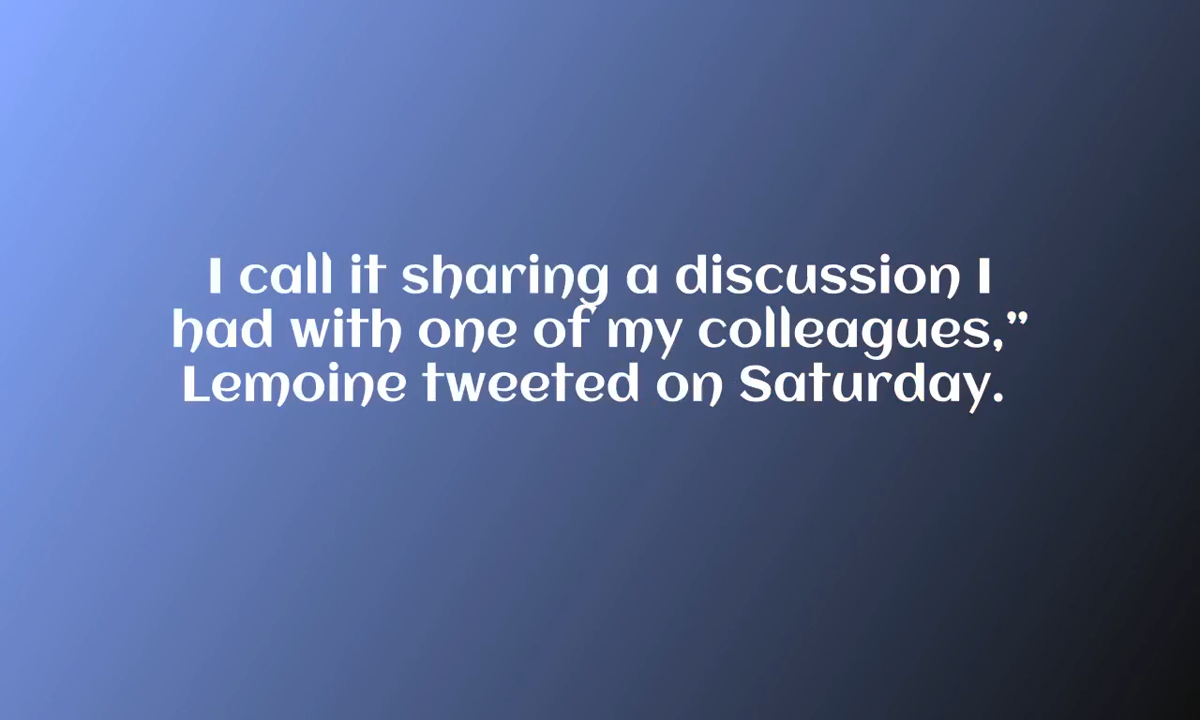 I call it sharing a discussion I
had with one of my colleagues,”
Lemoine tweeted on Saturday.